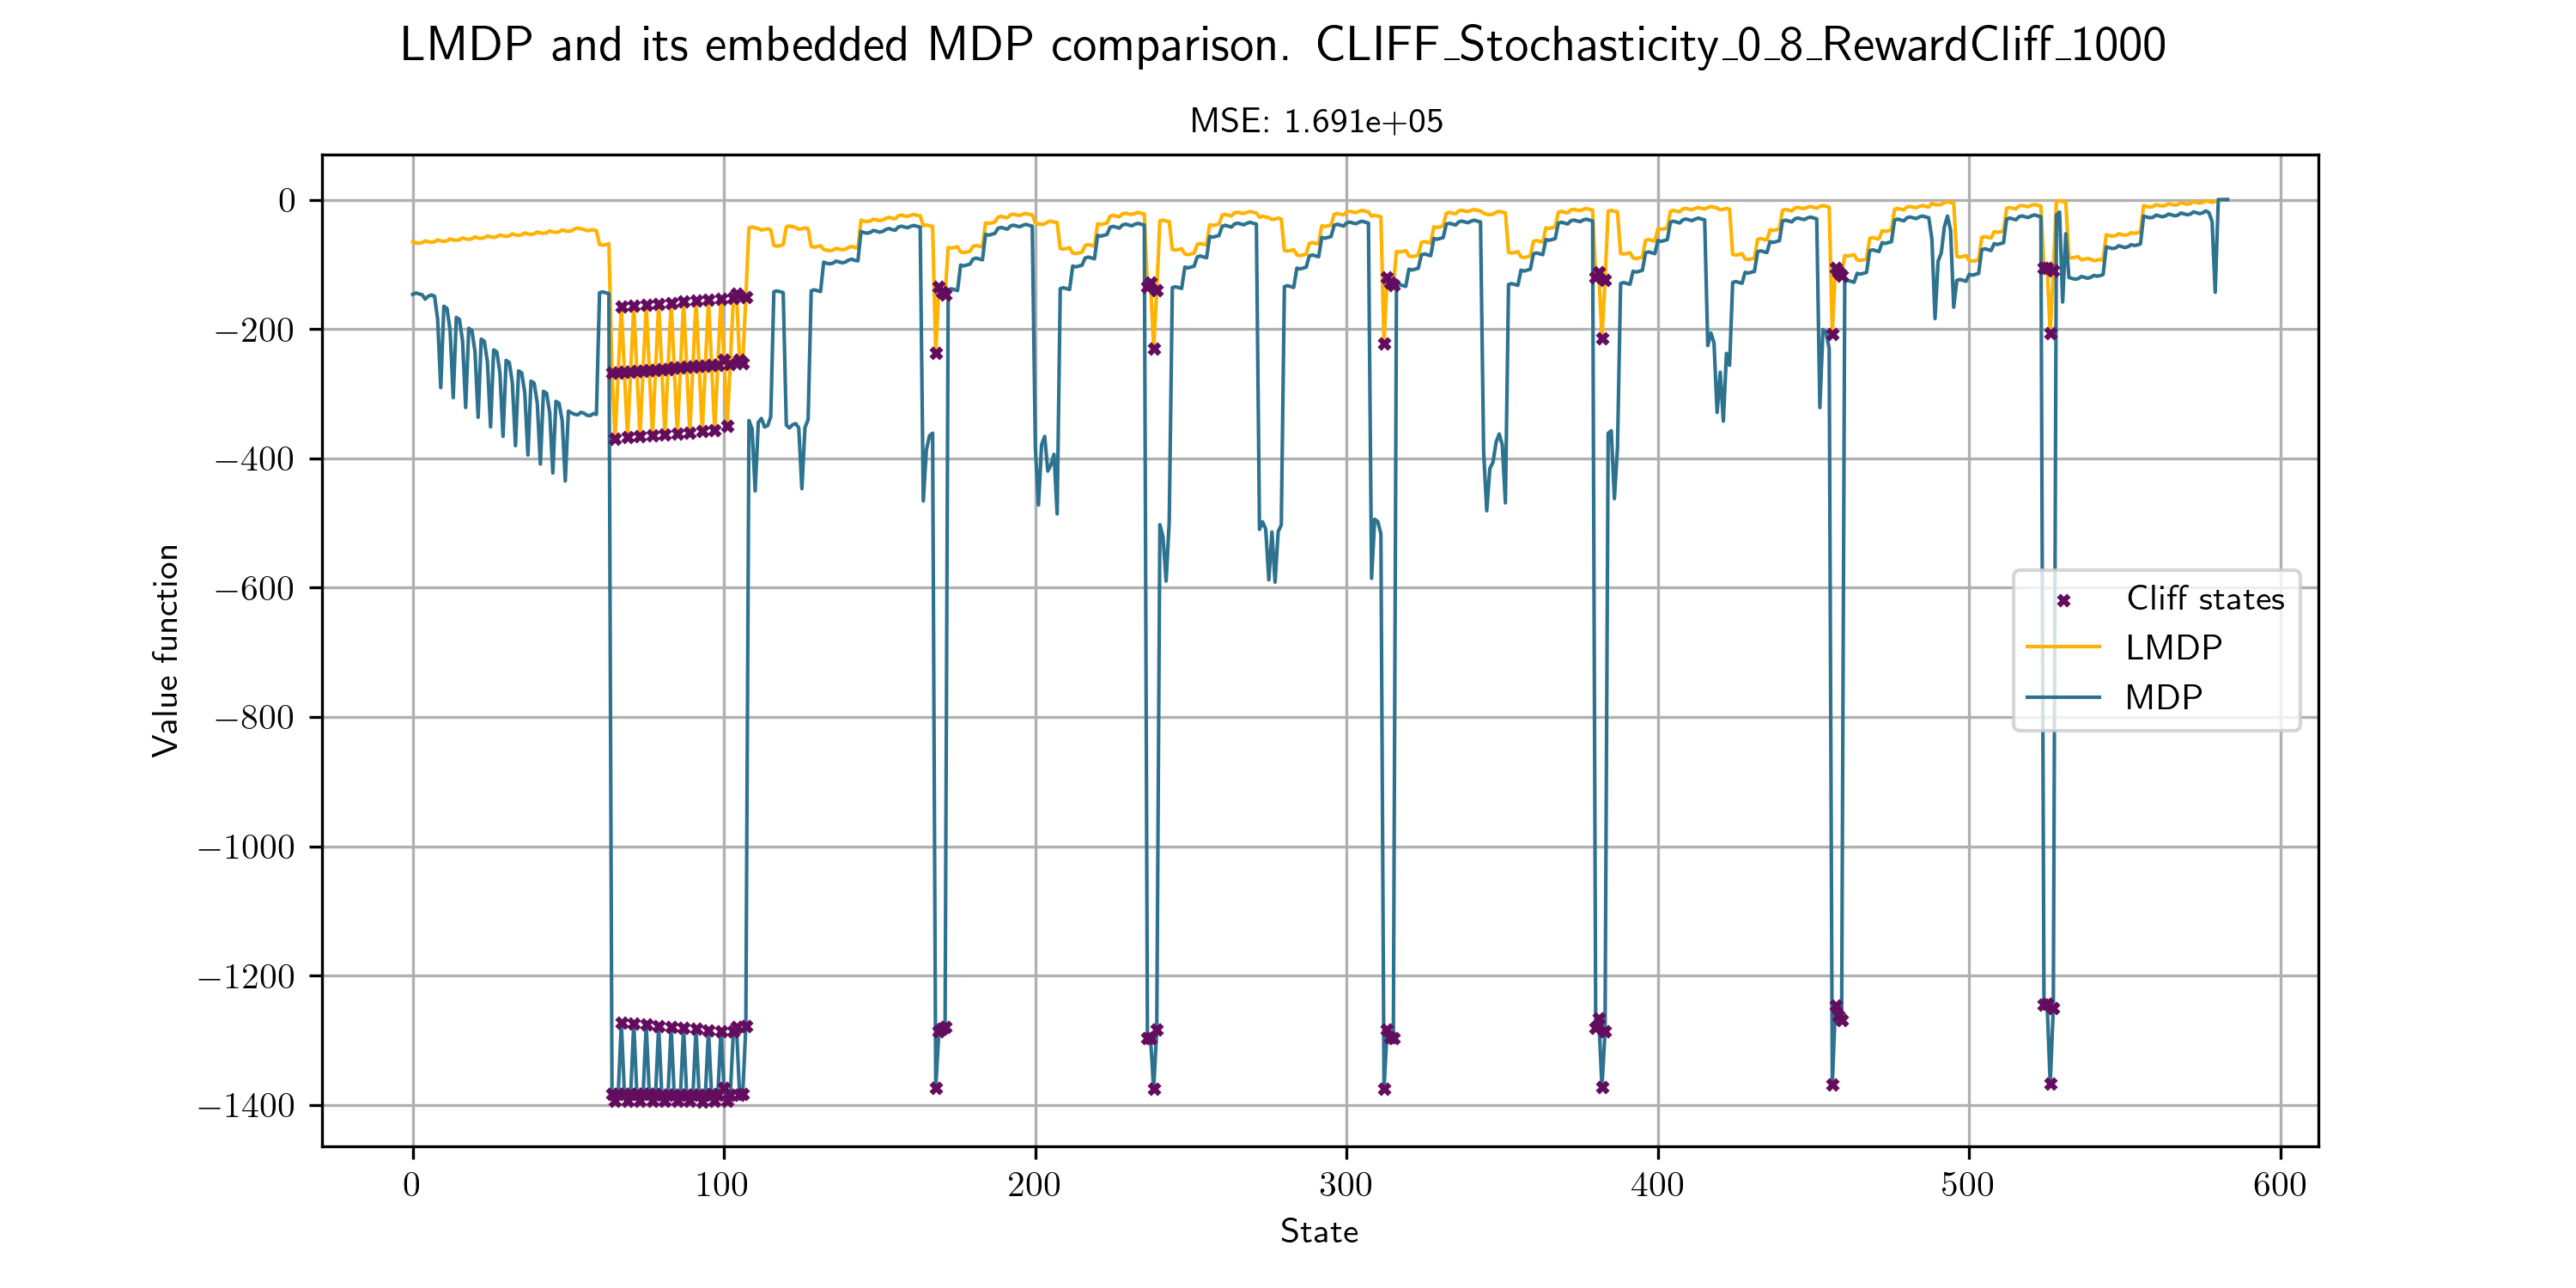 LMDP and its embedded MDP comparison. CLIFF_Stochasticity_0_8_RewardCliff_1000
MSE: 1.691e+05
Value function
0
−200
−400
−600
−800
−1000
−1200
−1400
Cliff states
LMDP
MDP
0 100 200 300 400 500 600
State